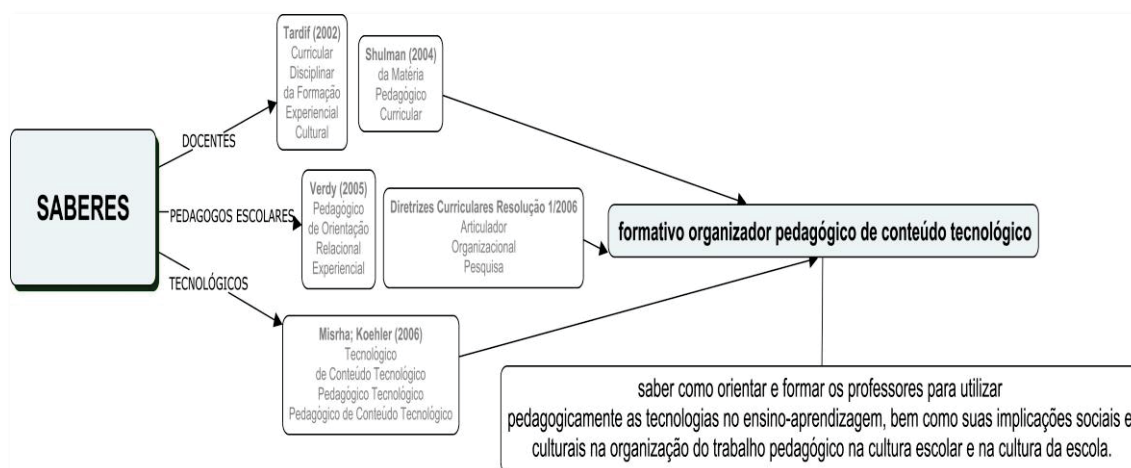 SABERES
DOCENTES
Tardif (2002)
Curricular
Disciplinar
da Formação
Experiencial
Cultural
Shulman (2004)
da Matéria
Pedagógico
Curricular
PEDAGOGOS ESCOLARES
Verdy (2005)
Pedagógico
de Orientação
Relacional
Experiencial
Diretrizes Curriculares Resolução 1/2006
Articulador
Organizacional
Pesquisa
TECNOLÓGICOS
Misrha; Koehler (2006)
Tecnológico
de Conteúdo Tecnológico
Pedagógico Tecnológico
Pedagógico de Conteúdo Tecnológico
formativo organizador pedagógico de conteúdo tecnológico
saber como orientar e formar os professores para utilizar
pedagogicamente as tecnologias no ensino-aprendizagem, bem como suas implicações sociais e
culturais na organização do trabalho pedagógico na cultura escolar e na cultura da escola.